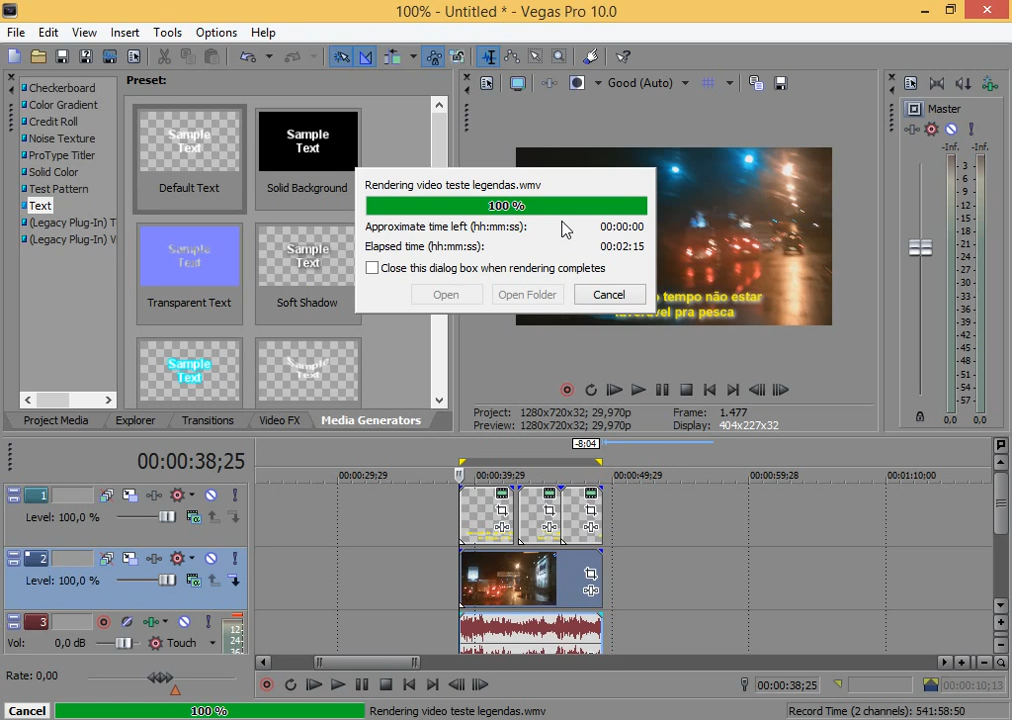 100% - Untitled * - Vegas Pro 10.0
File Edit View Insert Tools Options Help
Checkerboard
Color Gradient
Credit Roll
Noise Texture
ProType Titler
Solid Color
Test Pattern
Text
(Legacy Plug-In) T
(Legacy Plug-In) V
Preset:
Sample
Text
Default Text
Sample
Text
Solid Background
Sample
Text
Transparent Text
Sample
Text
Soft Shadow
Sample
Text
Sample
Text
Project Media Explorer Transitions Video FX Media Generators
Good (Auto)
Rendering video teste legendas.wmv
100 %
Approximate time left (hh:mm:ss): 00:00:00
Elapsed time (hh:mm:ss): 00:02:15
Close this dialog box when rendering completes
Open Open Folder Cancel
o tempo não estar
pra pesca
Project: 1280x720x32; 29,970p Frame: 1.477
Preview: 1280x720x32; 29,970p Display: 404x227x32
Master
-Inf. -Inf.
3
6
9
12
15
18
21
24
27
30
33
36
39
42
45
48
51
54
57
0,0 0,0
-8:04
00:00:38;25
00:00:29;29 00:00:39;29 00:00:49;29 00:00:59;28 00:01:10;00
1
Level: 100,0 %
2
Level: 100,0 %
3
Vol: 0,0 dB Touch
12
24
36
Rate: 0,00
00:00:38;25 00:00:10;13
Cancel 100 % Rendering video teste legendas.wmv Record Time (2 channels): 541:58:50